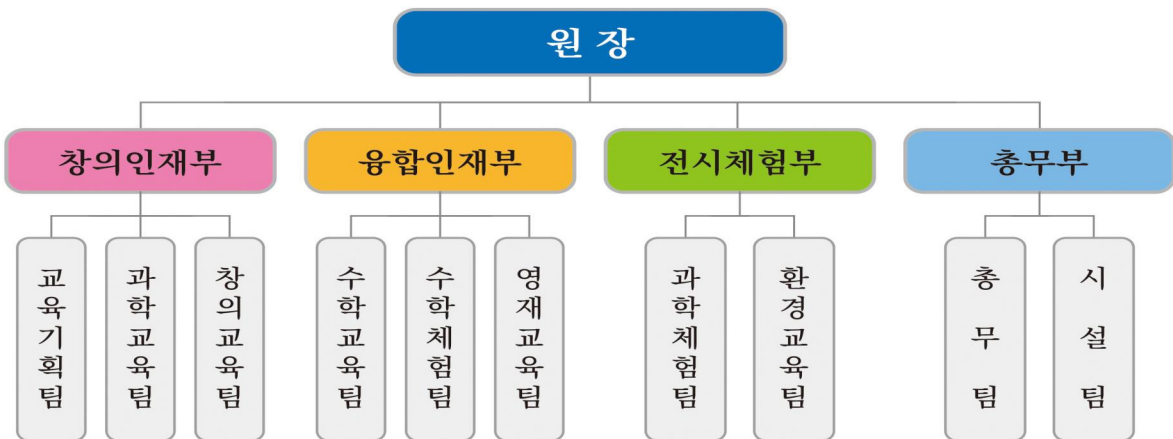 원장
창의인재부
융합인재부
전시체험부
총무부
교육기획팀
과학교육팀
창의교육팀
수학교육팀
수학체험팀
영재교육팀
과학체험팀
환경교육팀
총무팀
시설팀